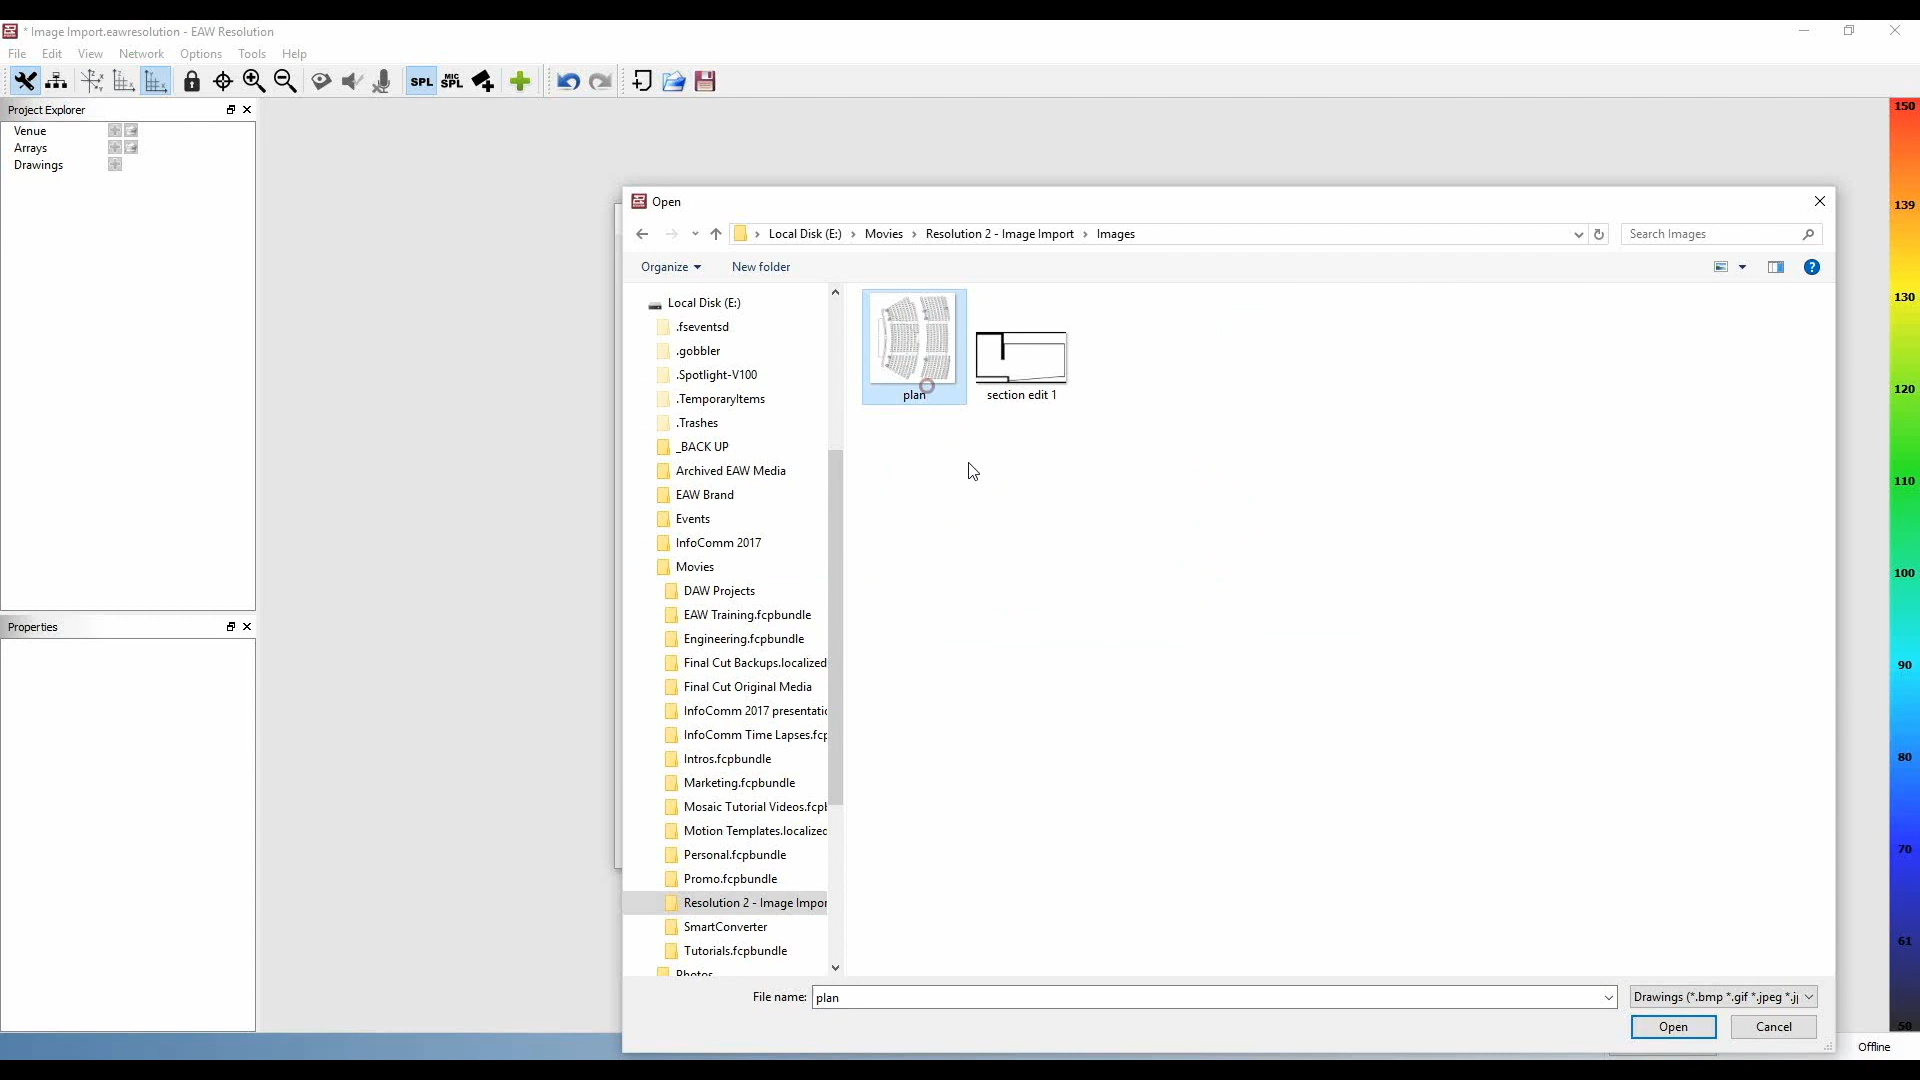 * Image Import.eawresolution - EAW Resolution
File Edit View Network Options Tools Help
SPL MIC SPL
Project Explorer
Venue
Arrays
Drawings
Properties
Open
Local Disk (E:) Movies Resolution 2 - Image Import Images
Search Images
Organize New folder
Local Disk (E:)
.fseventsd
.gobbler
.Spotlight-V100
.TemporaryItems
.Trashes
_BACK UP
Archived EAW Media
EAW Brand
Events
InfoComm 2017
Movies
DAW Projects
EAW Training.fcpbundle
Engineering.fcpbundle
Final Cut Backups.localized
Final Cut Original Media
InfoComm 2017 presentatio
InfoComm Time Lapses.fcp
Intros.fcpbundle
Marketing.fcpbundle
Mosaic Tutorial Videos.fcpb
Motion Templates.localized
Personal.fcpbundle
Promo.fcpbundle
Resolution 2 - Image Impor
SmartConverter
Tutorials.fcpbundle
Photos
plan
section edit 1
File name: plan
Drawings (*.bmp *.gif *.jpeg *.j
Open Cancel
150
139
130
120
110
100
90
80
70
61
50
Offline